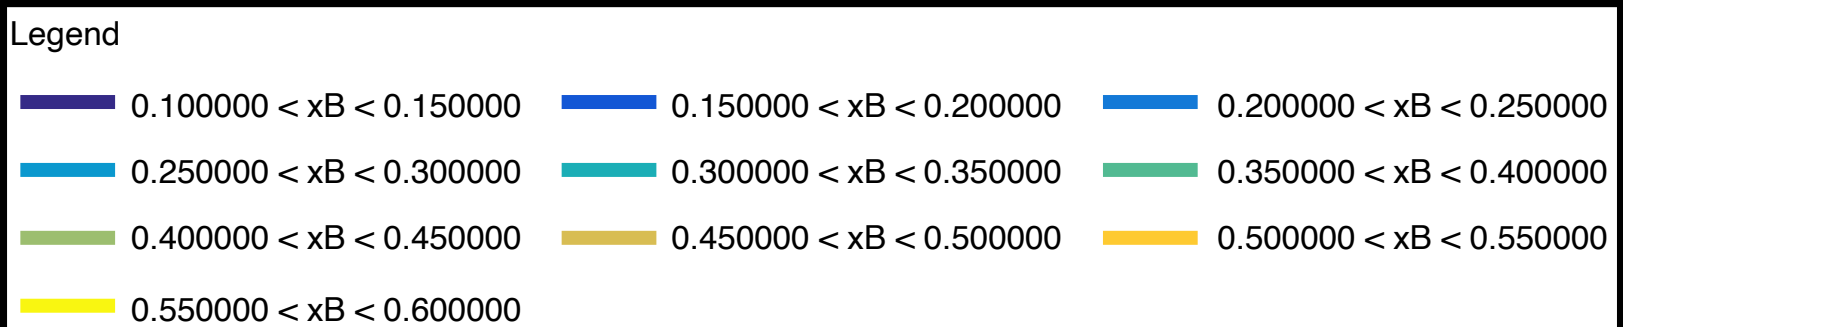 Legend
0.100000 < xB < 0.150000 0.150000 < xB < 0.200000 0.200000 < xB < 0.250000
0.250000 < xB < 0.300000 0.300000 < xB < 0.350000 0.350000 < xB < 0.400000
0.400000 < xB < 0.450000 0.450000 < xB < 0.500000 0.500000 < xB < 0.550000
0.550000 < xB < 0.600000